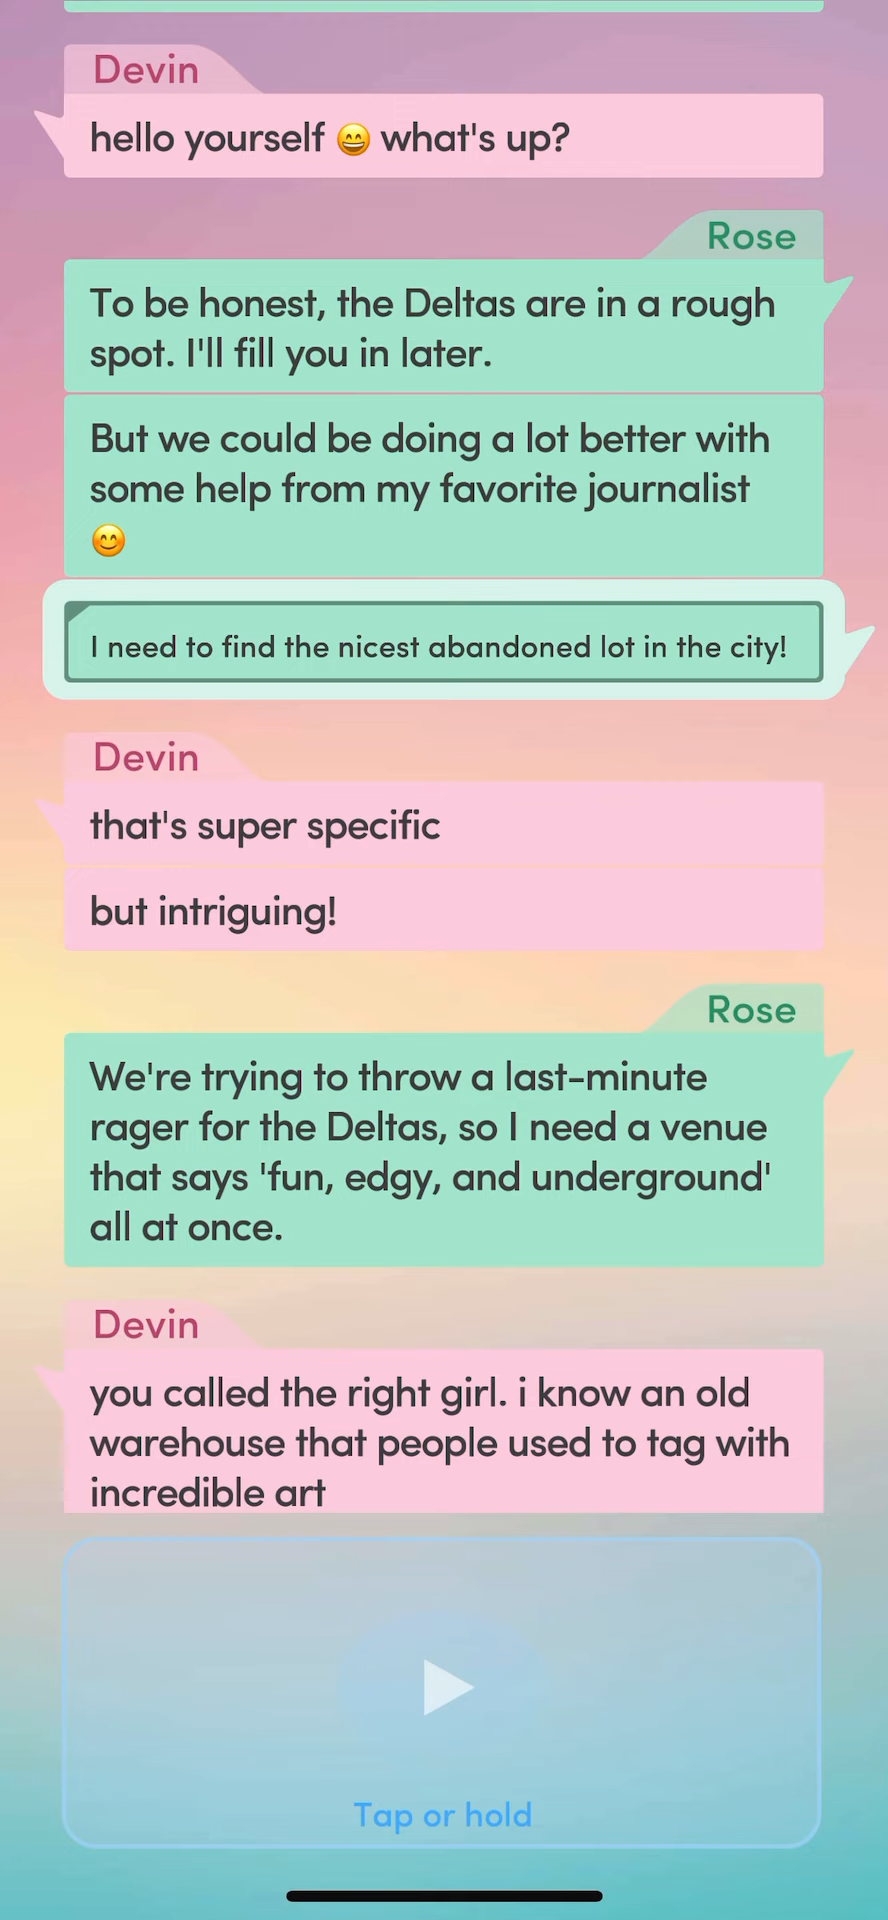 Devin
hello yourself 😄 what's up?
Rose
To be honest, the Deltas are in a rough
spot. I'll fill you in later.
But we could be doing a lot better with
some help from my favorite journalist
😊
I need to find the nicest abandoned lot in the city!
Devin
that's super specific
but intriguing!
Rose
We're trying to throw a last-minute
rager for the Deltas, so I need a venue
that says 'fun, edgy, and underground'
all at once.
Devin
you called the right girl. i know an old
warehouse that people used to tag with
incredible art
Tap or hold